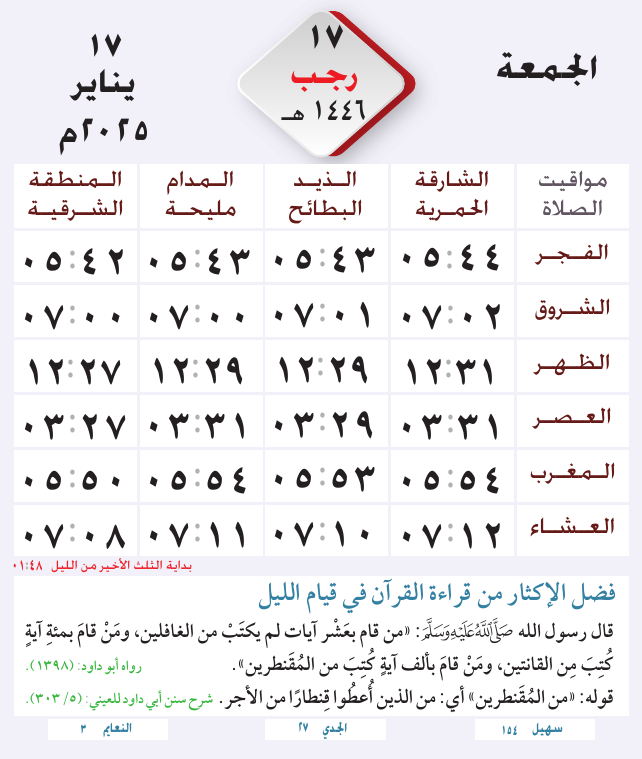 الجمعة
١٧
رجب
١٤٤٦ هـ
١٧
يناير
٢٠٢٥م
مواقيت الصلاة | الشارقة الحمرية | الذيد البطائح | المدام مليحة | المنطقة الشرقية
الفجر ٠٥:٤٤ ٠٥:٤٣ ٠٥:٤٣ ٠٥:٤٢
الشروق ٠٧:٠٢ ٠٧:٠١ ٠٧:٠٠ ٠٧:٠٠
الظهر ١٢:٣١ ١٢:٢٩ ١٢:٢٩ ١٢:٢٧
العصر ٠٣:٣١ ٠٣:٢٩ ٠٣:٣١ ٠٣:٢٧
المغرب ٠٥:٥٤ ٠٥:٥٣ ٠٥:٥٤ ٠٥:٥٠
العشاء ٠٧:١٢ ٠٧:١٠ ٠٧:١١ ٠٧:٠٨
بداية الثلث الأخير من الليل ٠١:٤٨
فضل الإكثار من قراءة القرآن في قيام الليل
قال رسول الله صَلَّى اللَّهُ عَلَيْهِ وَسَلَّمَ: «من قام بعَشْر آيات لم يكتَبْ من الغافلين، ومَنْ قامَ بمئةِ آيةٍ
كُتِبَ مِن القانتين، ومَنْ قامَ بألف آيةٍ كُتِبَ من المُقَنطرين». رواه أبو داود: (١٣٩٨).
قوله: «من المُقَنطرين» أي: من الذين أُعطُوا قِنطارًا من الأجر. شرح سنن أبي داود للعيني: (٥/ ٣٠٣).
سهيل ١٥٤
الجدي ٢٧
النعايم ٣